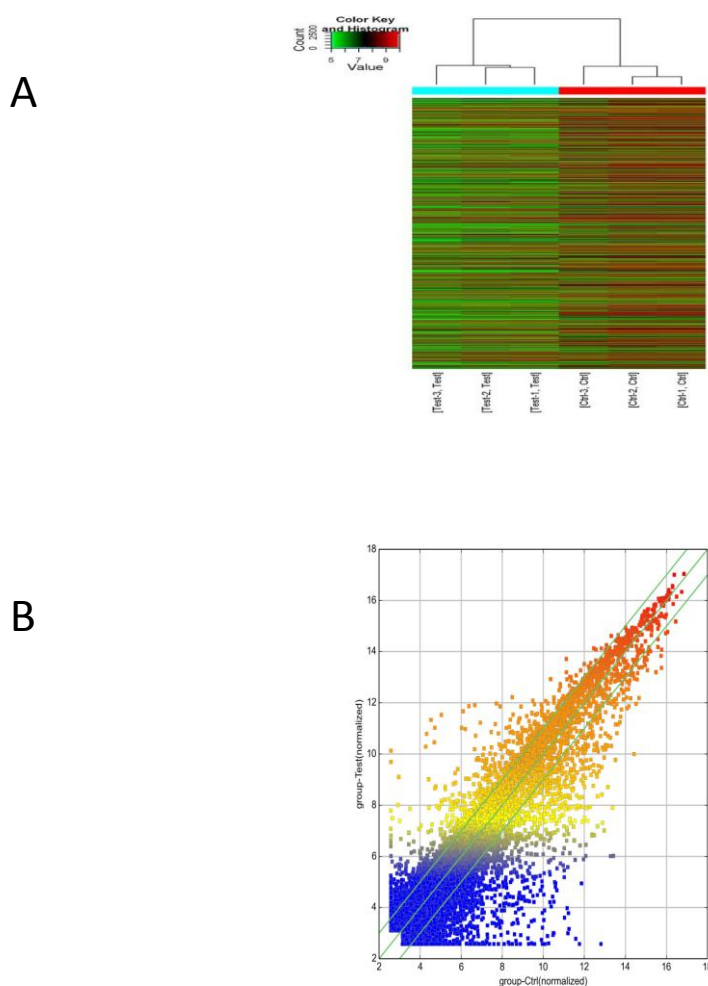 A
Color Key
and Histogram
Count
0 2500
5 7 9
Value
[Test-3, Test]
[Test-2, Test]
[Test-1, Test]
[Ctrl-3, Ctrl]
[Ctrl-2, Ctrl]
[Ctrl-1, Ctrl]
B
18
16
14
12
10
8
6
4
2
group-Test(normalized)
2 4 6 8 10 12 14 16 18
group-Ctrl(normalized)